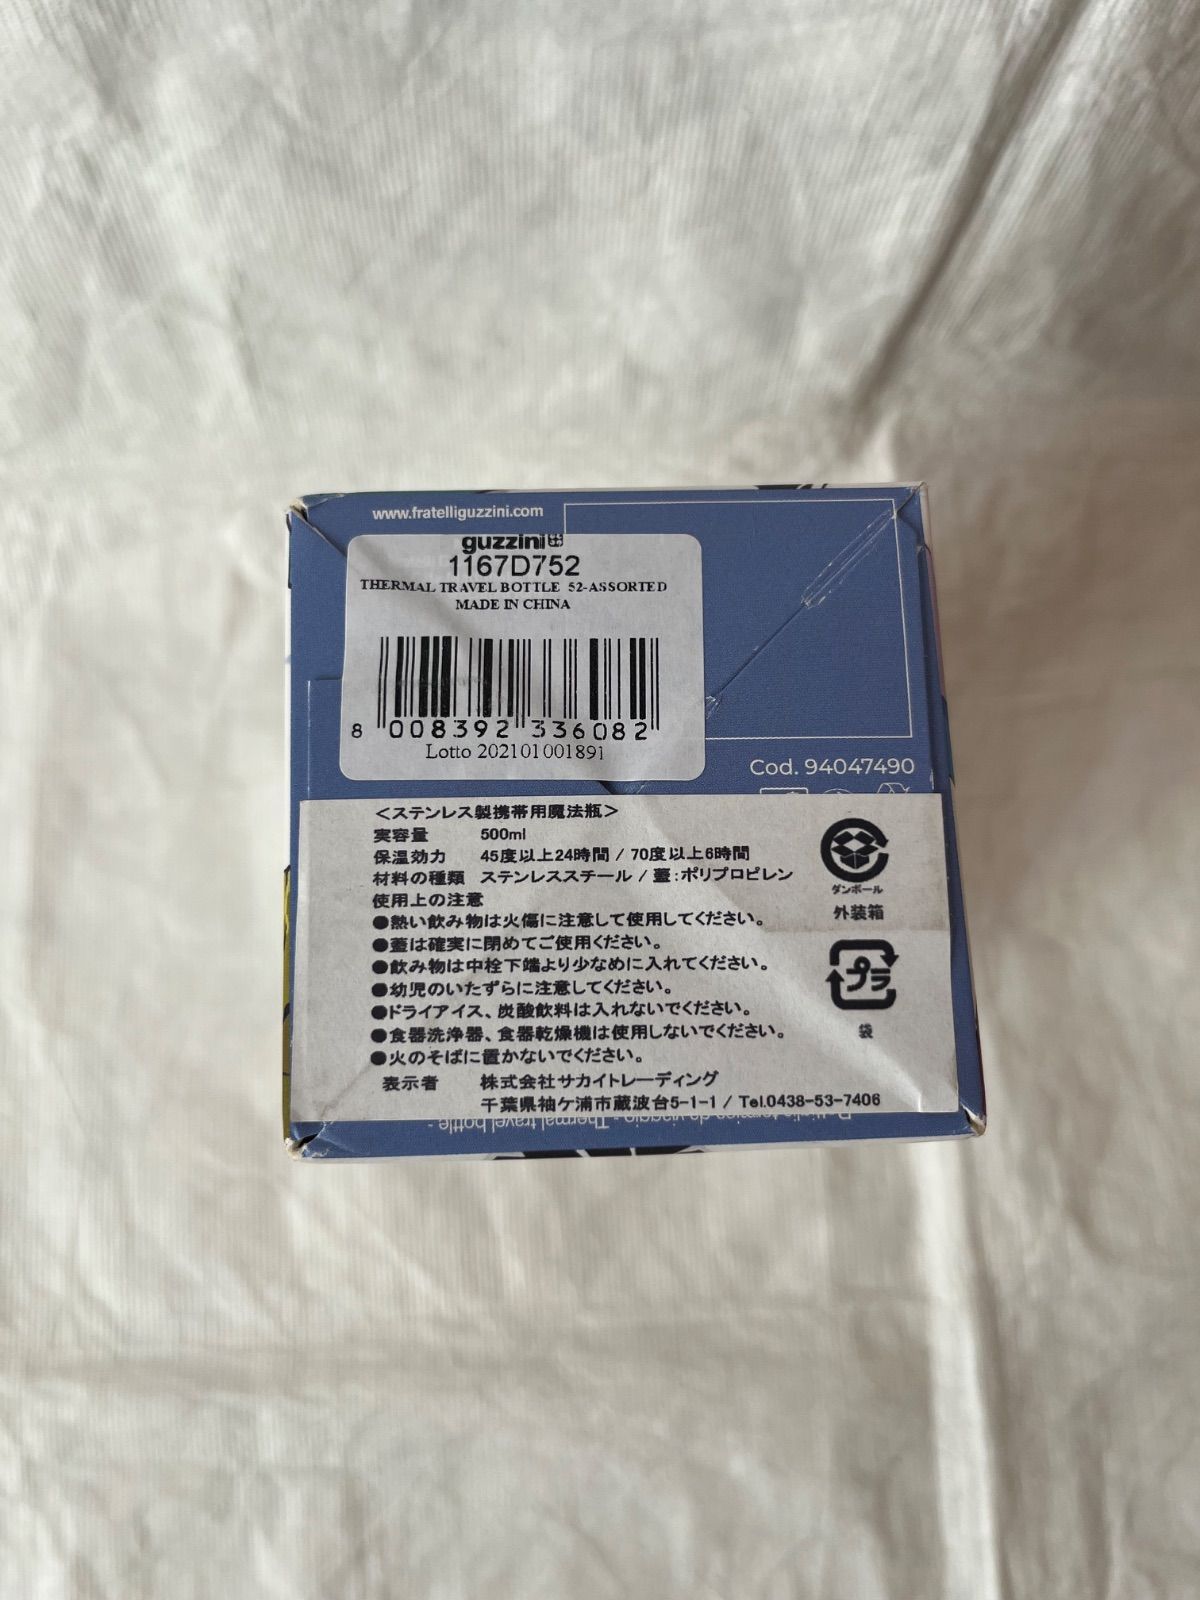 www.fratelliguzzini.com
guzzini
1167D752
THERMAL TRAVEL BOTTLE 52-ASSORTED
MADE IN CHINA
8 008392 336082
Lotto 202101001891
Cod. 94047490
＜ステンレス製携帯用魔法瓶＞
実容量 500ml
保温効力 45度以上24時間 / 70度以上6時間
材料の種類 ステンレススチール / 蓋：ポリプロピレン
使用上の注意
●熱い飲み物は火傷に注意して使用してください。
●蓋は確実に閉めてご使用ください。
●飲み物は中栓下端より少なめに入れてください。
●幼児のいたずらに注意してください。
●ドライアイス、炭酸飲料は入れないでください。
●食器洗浄器、食器乾燥機は使用しないでください。
●火のそばに置かないでください。
表示者 株式会社サカイトレーディング
千葉県袖ケ浦市蔵波台5-1-1 / Tel.0438-53-7406
ダンボール
外装箱
プラ
袋
Thermal travel bottle -